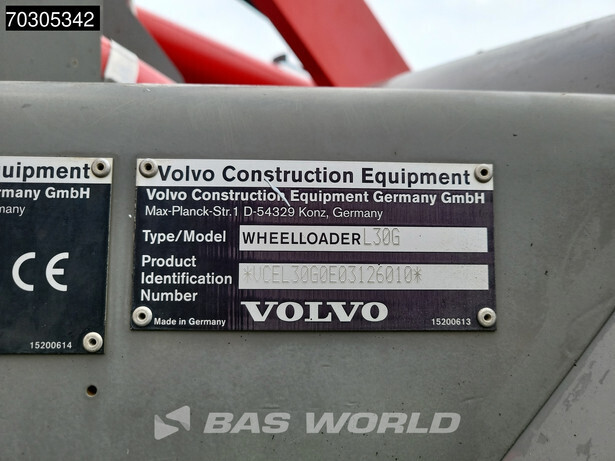 70305342
Equipment
rmany GmbH
many
CE
15200614
Volvo Construction Equipment
Volvo Construction Equipment Germany GmbH
Max-Planck-Str.1 D-54329 Konz, Germany
Type/Model WHEELLOADER L30G
Product
Identification *VCEL30G0E03126010*
Number
VOLVO
Made in Germany
15200613
BAS WORLD